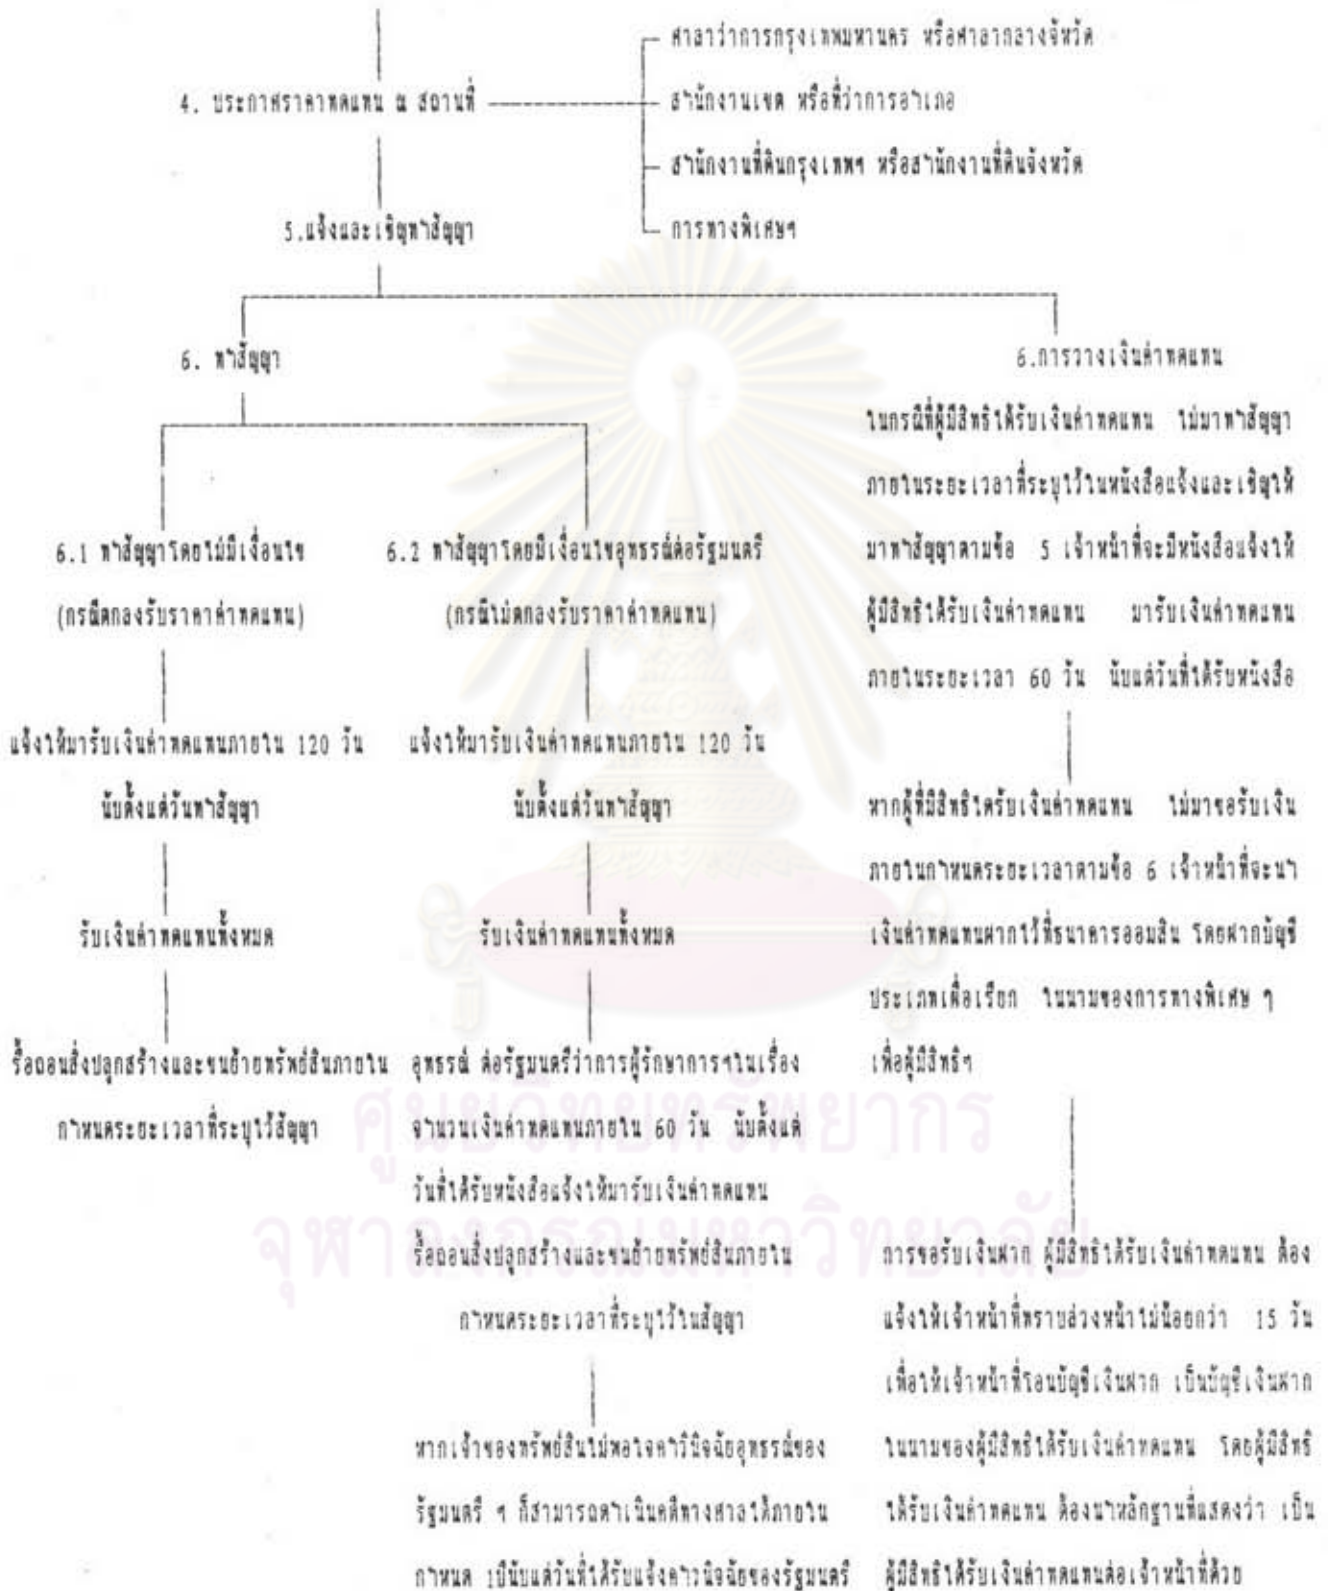 ศาลาว่าการกรุงเทพมหานคร หรือศาลากลางจังหวัด
4. ประกาศราคาทดแทน ณ สถานที่
สำนักงานเขต หรือที่ว่าการอำเภอ
สำนักงานที่ดินกรุงเทพฯ หรือสำนักงานที่ดินจังหวัด
5.แจ้งและเชิญทำสัญญา
การทางพิเศษฯ
6. ทำสัญญา
6.1 ทำสัญญาโดยไม่มีเงื่อนไข
(กรณีตกลงรับราคาค่าทดแทน)
แจ้งให้มารับเงินค่าทดแทนภายใน 120 วัน
นับตั้งแต่วันทำสัญญา
รับเงินค่าทดแทนทั้งหมด
รื้อถอนสิ่งปลูกสร้างและขนย้ายทรัพย์สินภายใน
กำหนดระยะเวลาที่ระบุไว้สัญญา
6.2 ทำสัญญาโดยมีเงื่อนไขอุทธรณ์ต่อรัฐมนตรี
(กรณีไม่ตกลงรับราคาค่าทดแทน)
แจ้งให้มารับเงินค่าทดแทนภายใน 120 วัน
นับตั้งแต่วันทำสัญญา
รับเงินค่าทดแทนทั้งหมด
อุทธรณ์ ต่อรัฐมนตรีว่าการผู้รักษาการฯในเรื่อง
จำนวนเงินค่าทดแทนภายใน 60 วัน นับตั้งแต่
วันที่ได้รับหนังสือแจ้งให้มารับเงินค่าทดแทน
รื้อถอนสิ่งปลูกสร้างและขนย้ายทรัพย์สินภายใน
กำหนดระยะเวลาที่ระบุไว้ในสัญญา
หากเจ้าของทรัพย์สินไม่พอใจคำวินิจฉัยอุทธรณ์ของ
รัฐมนตรี ฯ ก็สามารถดำเนินคดีทางศาลได้ภายใน
กำหนด 1ปีนับแต่วันที่ได้รับแจ้งคำวนิจฉัยของรัฐมนตรี
6.การวางเงินค่าทดแทน
ในกรณีที่ผู้มีสิทธิได้รับเงินค่าทดแทน ไม่มาทำสัญญา
ภายในระยะเวลาที่ระบุไว้ในหนังสือแจ้งและเชิญให้
มาทำสัญญาตามข้อ 5 เจ้าหน้าที่จะมีหนังสือแจ้งให้
ผู้มีสิทธิได้รับเงินค่าทดแทน มารับเงินค่าทดแทน
ภายในระยะเวลา 60 วัน นับแต่วันที่ได้รับหนังสือ
หากผู้ที่มีสิทธิใดรับเงินค่าทดแทน ไม่มาขอรับเงิน
ภายในกำหนดระยะเวลาตามข้อ 6 เจ้าหน้าที่จะนำ
เงินค่าทดแทนฝากไว้ที่ธนาคารออมสิน โดยฝากบัญชี
ประเภทเผื่อเรียก ในนามของการทางพิเศษ ๆ
เพื่อผู้มีสิทธิฯ
การขอรับเงินฝาก ผู้มีสิทธิได้รับเงินค่าทดแทน ต้อง
แจ้งให้เจ้าหน้าที่ทราบล่วงหน้าไม่น้อยกว่า 15 วัน
เพื่อให้เจ้าหน้าที่โอนบัญชีเงินฝาก เป็นบัญชีเงินฝาก
ในนามของผู้มีสิทธิได้รับเงินค่าทดแทน โดยผู้มีสิทธิ
ได้รับเงินค่าทดแทน ต้องนำหลักฐานที่แสดงว่า เป็น
ผู้มีสิทธิได้รับเงินค่าทดแทนต่อเจ้าหน้าที่ด้วย
ศูนย์วิทยทรัพยากร
จุฬาลงกรณ์มหาวิทยาลัย